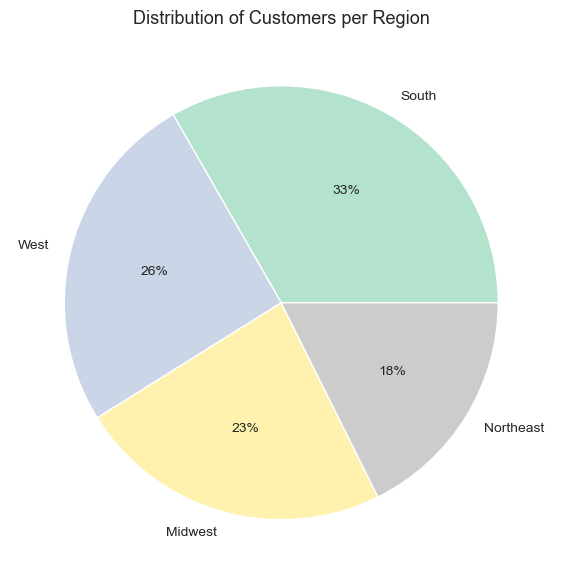 Distribution of Customers per Region
South
33%
West
26%
18%
23%
Northeast
Midwest